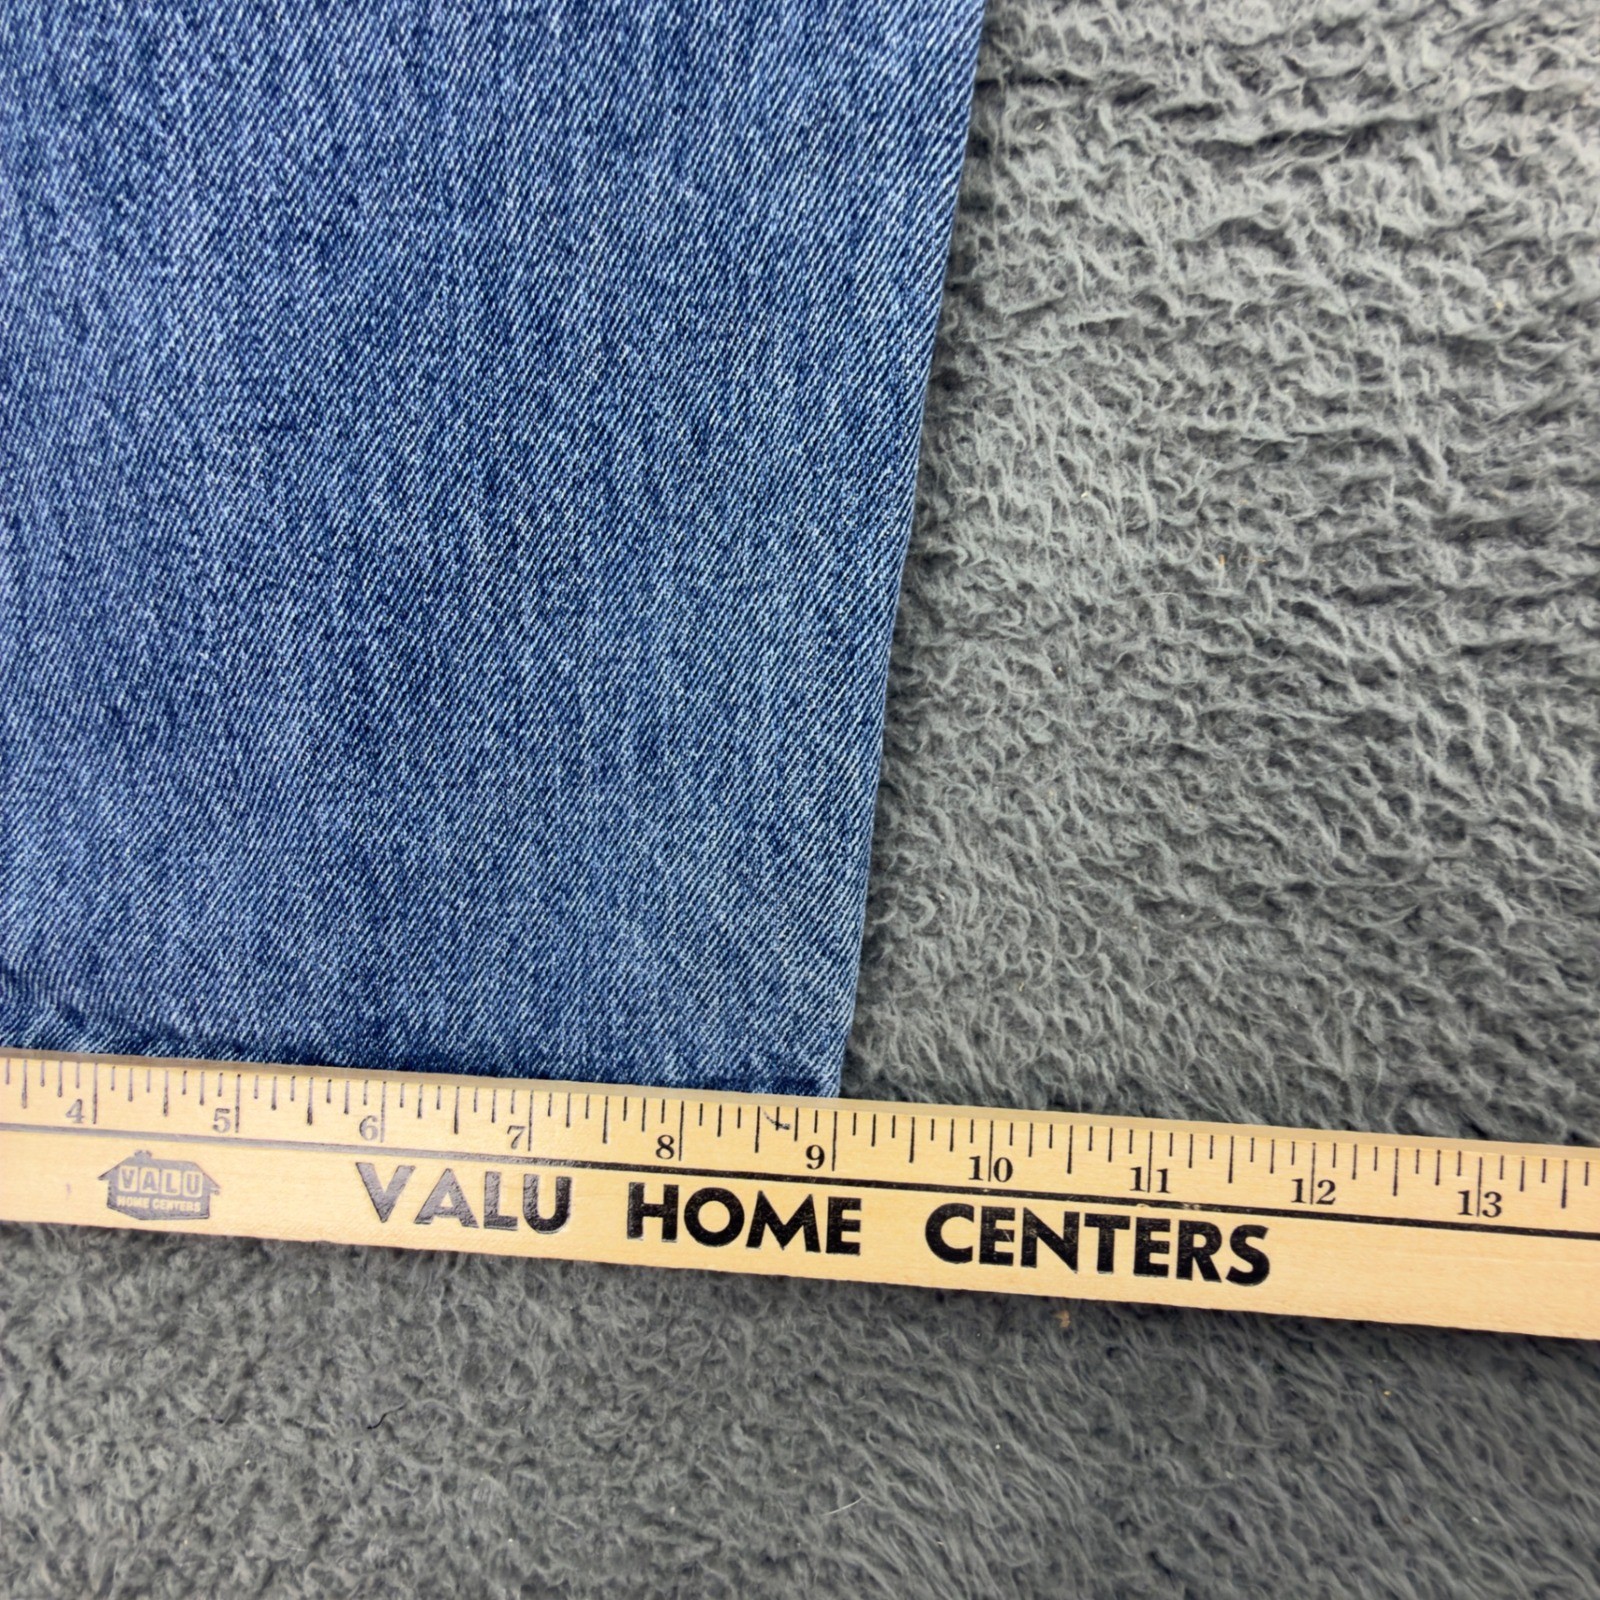 4 5 6 7 8 9 10 11 12 13
VALU
HOME CENTERS
VALU HOME CENTERS